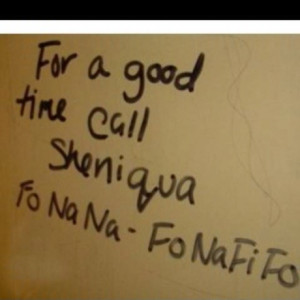 For a good
time call
Sheniqua
Fo Na Na - Fo Na Fi Fo